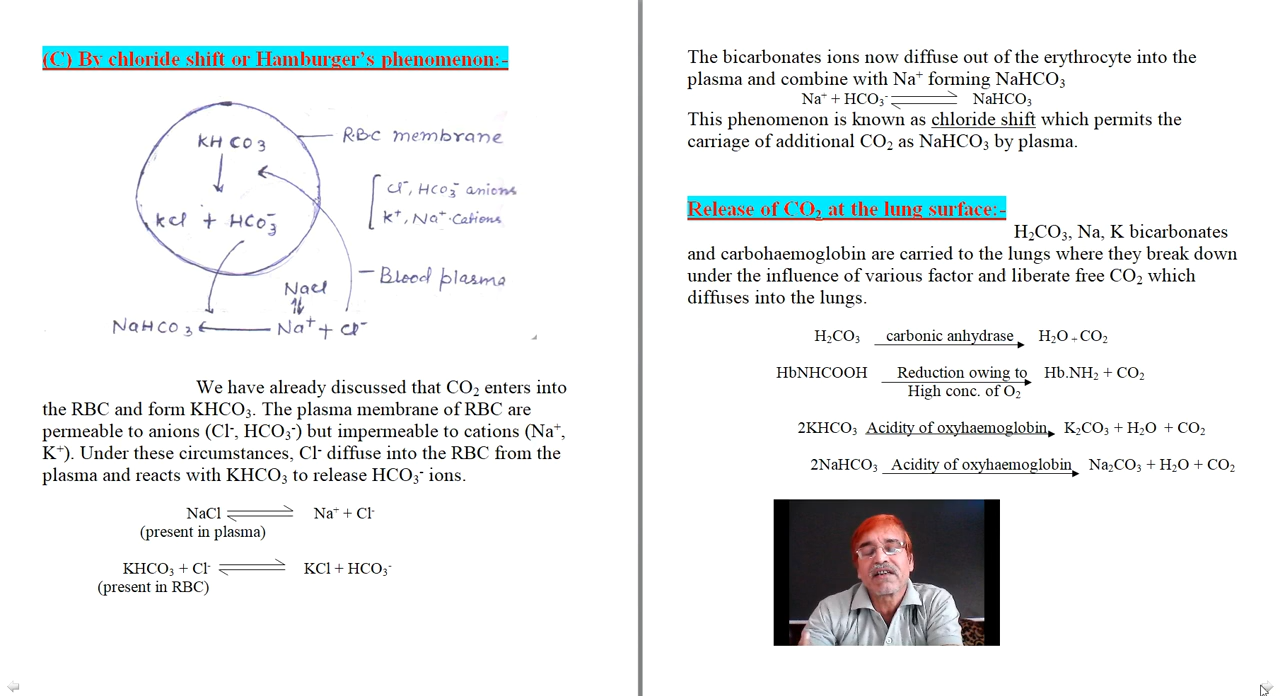 (C) By chloride shift or Hamburger's phenomenon:-
KHCO3
R.B.C membrane
Cl⁻, HCO3⁻ anions
K⁺, Na⁺ Cations
KCl + HCO3⁻
Blood plasma
NaCl
NaHCO3 ← Na⁺ + Cl⁻
We have already discussed that CO₂ enters into
the RBC and form KHCO₃. The plasma membrane of RBC are
permeable to anions (Cl⁻, HCO₃⁻) but impermeable to cations (Na⁺,
K⁺). Under these circumstances, Cl⁻ diffuse into the RBC from the
plasma and reacts with KHCO₃ to release HCO₃⁻ ions.
NaCl ⇌ Na⁺ + Cl⁻
(present in plasma)
KHCO₃ + Cl⁻ ⇌ KCl + HCO₃⁻
(present in RBC)
The bicarbonates ions now diffuse out of the erythrocyte into the
plasma and combine with Na⁺ forming NaHCO₃
Na⁺ + HCO₃⁻ ⇌ NaHCO₃
This phenomenon is known as chloride shift which permits the
carriage of additional CO₂ as NaHCO₃ by plasma.
Release of CO₂ at the lung surface:-
H₂CO₃, Na, K bicarbonates
and carbohaemoglobin are carried to the lungs where they break down
under the influence of various factor and liberate free CO₂ which
diffuses into the lungs.
H₂CO₃ carbonic anhydrase → H₂O + CO₂
HbNHCOOH Reduction owing to → Hb.NH₂ + CO₂
High conc. of O₂
2KHCO₃ Acidity of oxyhaemoglobin → K₂CO₃ + H₂O + CO₂
2NaHCO₃ Acidity of oxyhaemoglobin → Na₂CO₃ + H₂O + CO₂